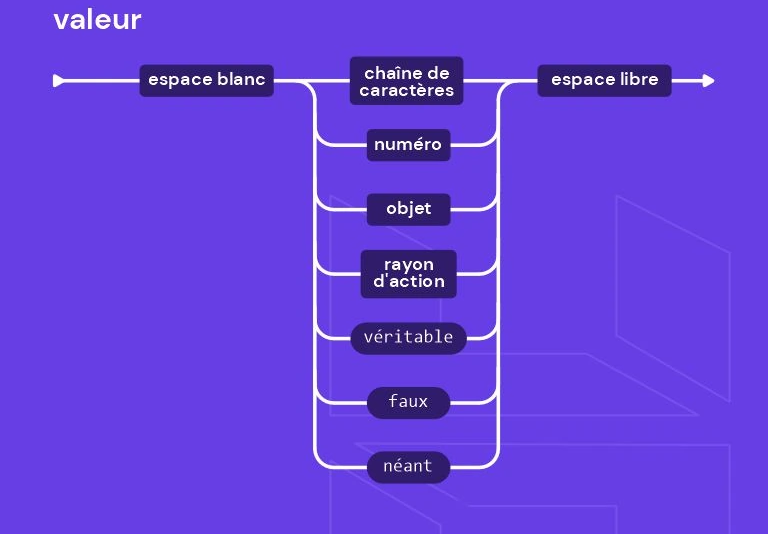 valeur
espace blanc
chaîne de
caractères
espace libre
numéro
objet
rayon
d'action
véritable
faux
néant